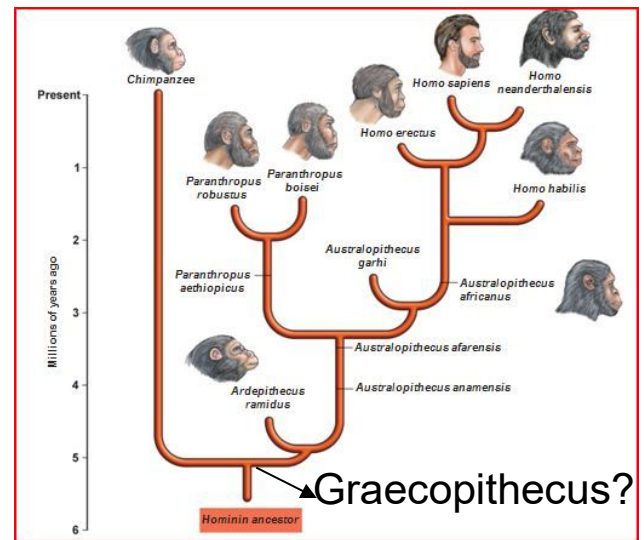 Chimpanzee
Homo sapiens
Homo
neanderthalensis
Present
Homo erectus
Paranthropus
robustus
Paranthropus
boisei
Homo habilis
1
2
3
4
5
6
Millions of years ago
Australopithecus
garhi
Paranthropus
aethiopicus
Australopithecus
africanus
Australopithecus afarensis
Ardepithecus
ramidus
Australopithecus anamensis
Graecopithecus?
Hominin ancestor